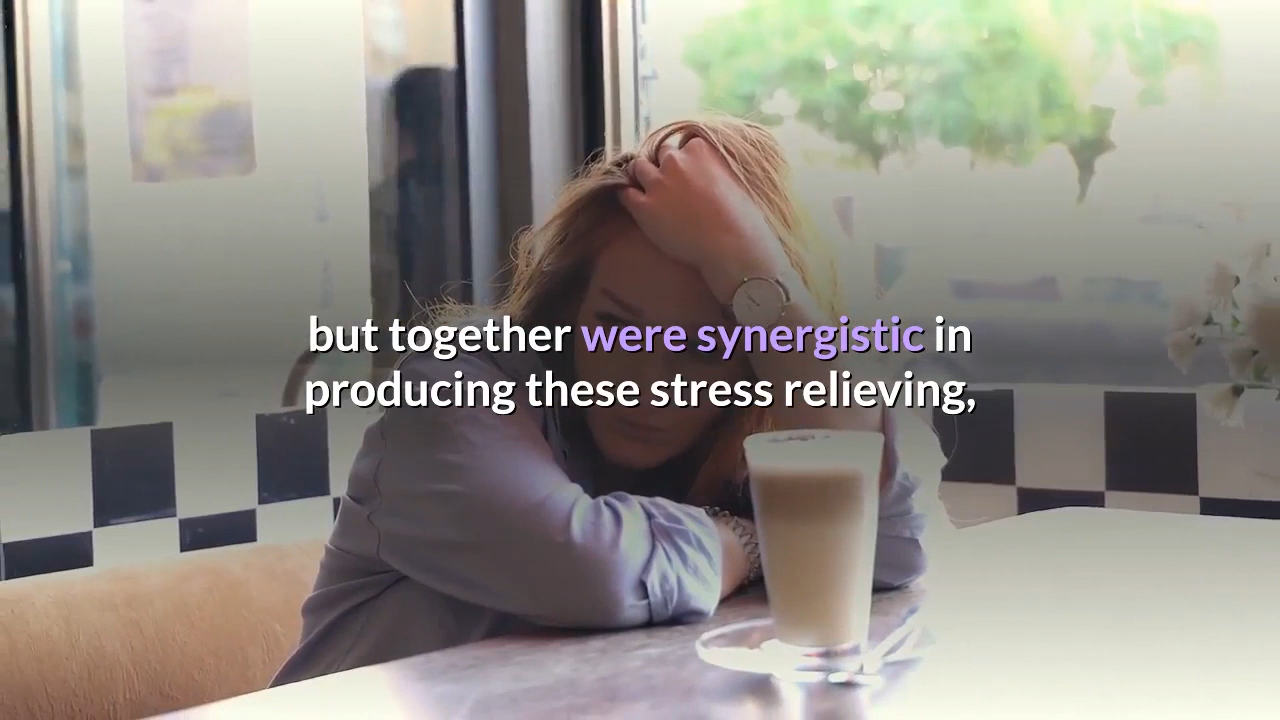 but together were synergistic in
producing these stress relieving,